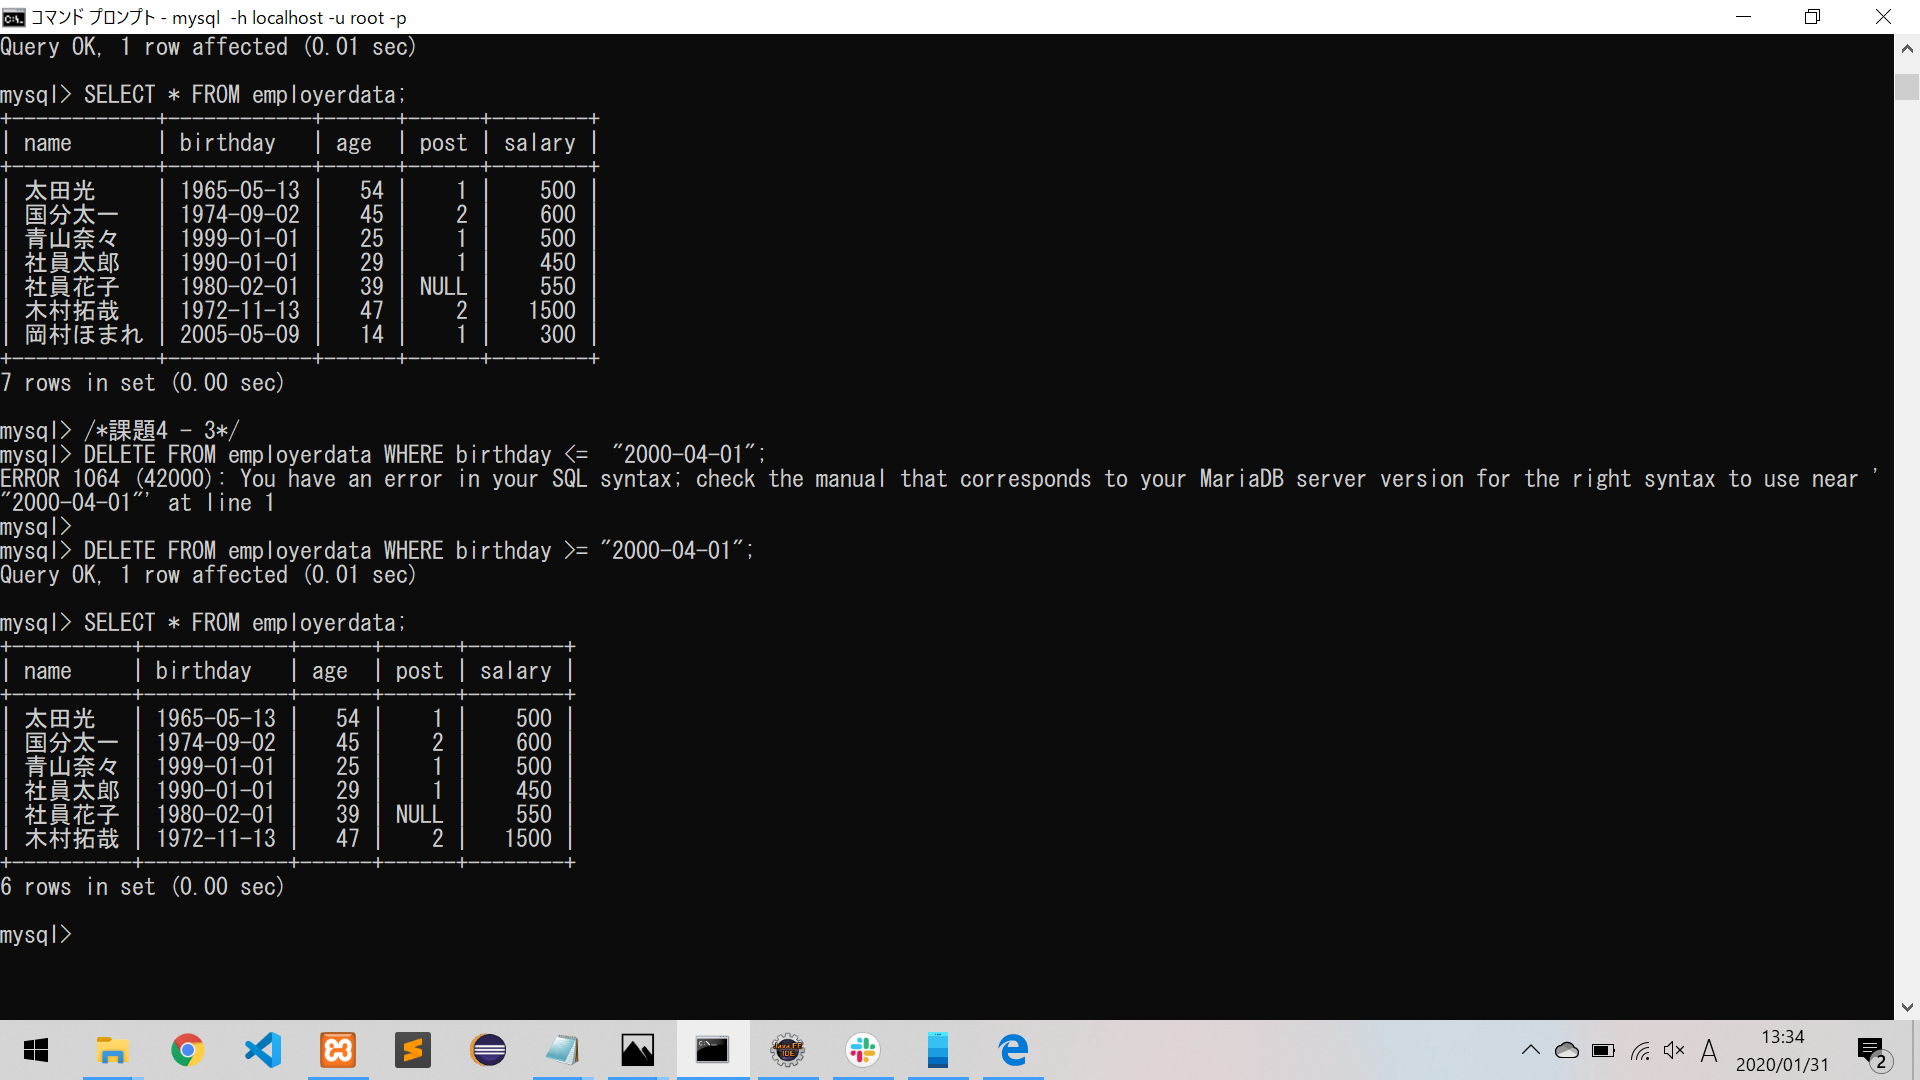 コマンド プロンプト - mysql  -h localhost -u root -p
Query OK, 1 row affected (0.01 sec)
mysql> SELECT * FROM employerdata;
+------------+------------+------+------+--------+
| name       | birthday   | age  | post | salary |
+------------+------------+------+------+--------+
| 太田光     | 1965-05-13 |   54 |    1 |    500 |
| 国分太一   | 1974-09-02 |   45 |    2 |    600 |
| 青山奈々   | 1999-01-01 |   25 |    1 |    500 |
| 社員太郎   | 1990-01-01 |   29 |    1 |    450 |
| 社員花子   | 1980-02-01 |   39 | NULL |    550 |
| 木村拓哉   | 1972-11-13 |   47 |    2 |   1500 |
| 岡村ほまれ | 2005-05-09 |   14 |    1 |    300 |
+------------+------------+------+------+--------+
7 rows in set (0.00 sec)
mysql> /*課題4 - 3*/
mysql> DELETE FROM employerdata WHERE birthday <=  "2000-04-01";
ERROR 1064 (42000): You have an error in your SQL syntax; check the manual that corresponds to your MariaDB server version for the right syntax to use near '
"2000-04-01"' at line 1
mysql>
mysql> DELETE FROM employerdata WHERE birthday >= "2000-04-01";
Query OK, 1 row affected (0.01 sec)
mysql> SELECT * FROM employerdata;
+----------+------------+------+------+--------+
| name     | birthday   | age  | post | salary |
+----------+------------+------+------+--------+
| 太田光   | 1965-05-13 |   54 |    1 |    500 |
| 国分太一 | 1974-09-02 |   45 |    2 |    600 |
| 青山奈々 | 1999-01-01 |   25 |    1 |    500 |
| 社員太郎 | 1990-01-01 |   29 |    1 |    450 |
| 社員花子 | 1980-02-01 |   39 | NULL |    550 |
| 木村拓哉 | 1972-11-13 |   47 |    2 |   1500 |
+----------+------------+------+------+--------+
6 rows in set (0.00 sec)
mysql>
Java EE
IDE
A
13:34
2020/01/31
2